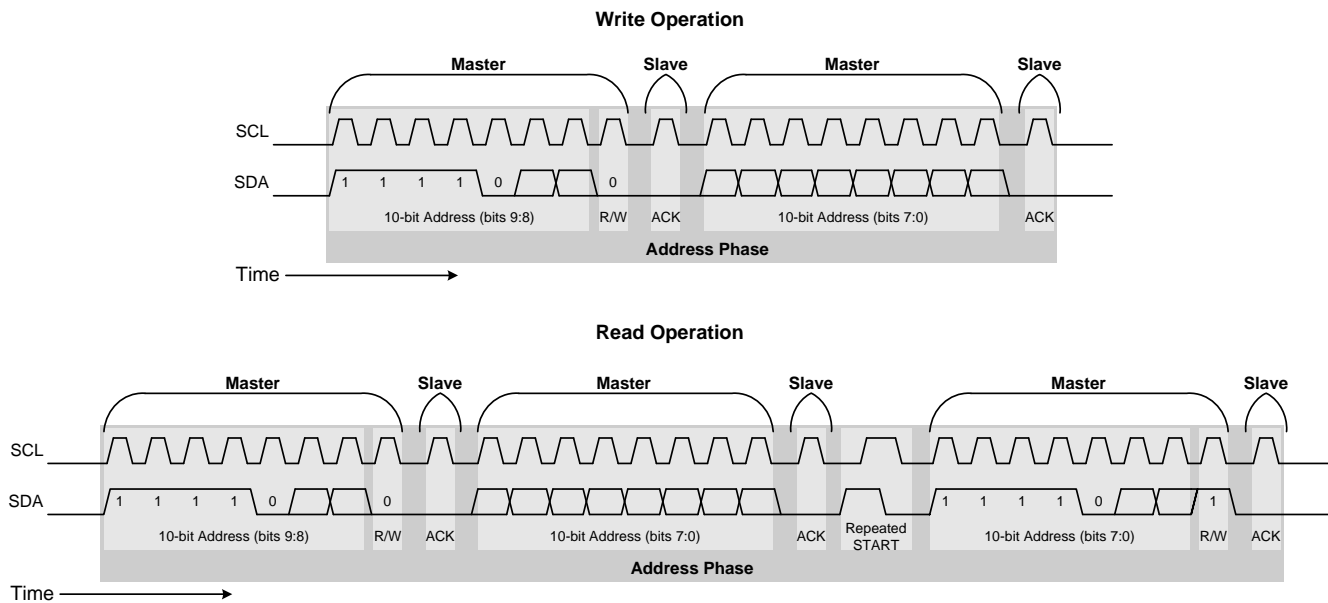 Write Operation
Master Slave Master Slave
SCL
SDA 1 1 1 1 0 0
10-bit Address (bits 9:8) R/W ACK 10-bit Address (bits 7:0) ACK
Address Phase
Time
Read Operation
Master Slave Master Slave Master Slave
SCL
SDA 1 1 1 1 0 0 1 1 1 1 0 1
10-bit Address (bits 9:8) R/W ACK 10-bit Address (bits 7:0) ACK Repeated START 10-bit Address (bits 7:0) R/W ACK
Address Phase
Time